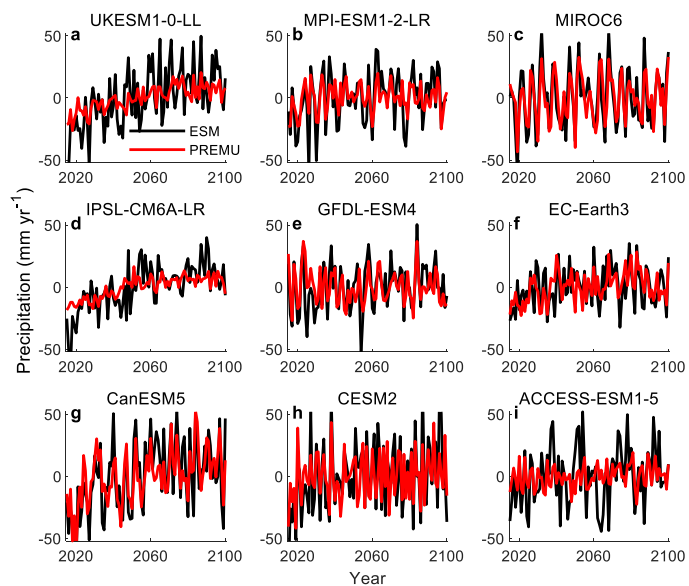 UKESM1-0-LL
MPI-ESM1-2-LR
MIROC6
a
b
c
50
0
-50
2020
2060
2100
ESM
PREMU
50
0
-50
2020
2060
2100
50
0
-50
2020
2060
2100
Precipitation (mm yr-1)
IPSL-CM6A-LR
GFDL-ESM4
EC-Earth3
d
e
f
50
0
-50
2020
2060
2100
50
0
-50
2020
2060
2100
50
0
-50
2020
2060
2100
CanESM5
CESM2
ACCESS-ESM1-5
g
h
i
50
0
-50
2020
2060
2100
50
0
-50
2020
2060
2100
50
0
-50
2020
2060
2100
Year